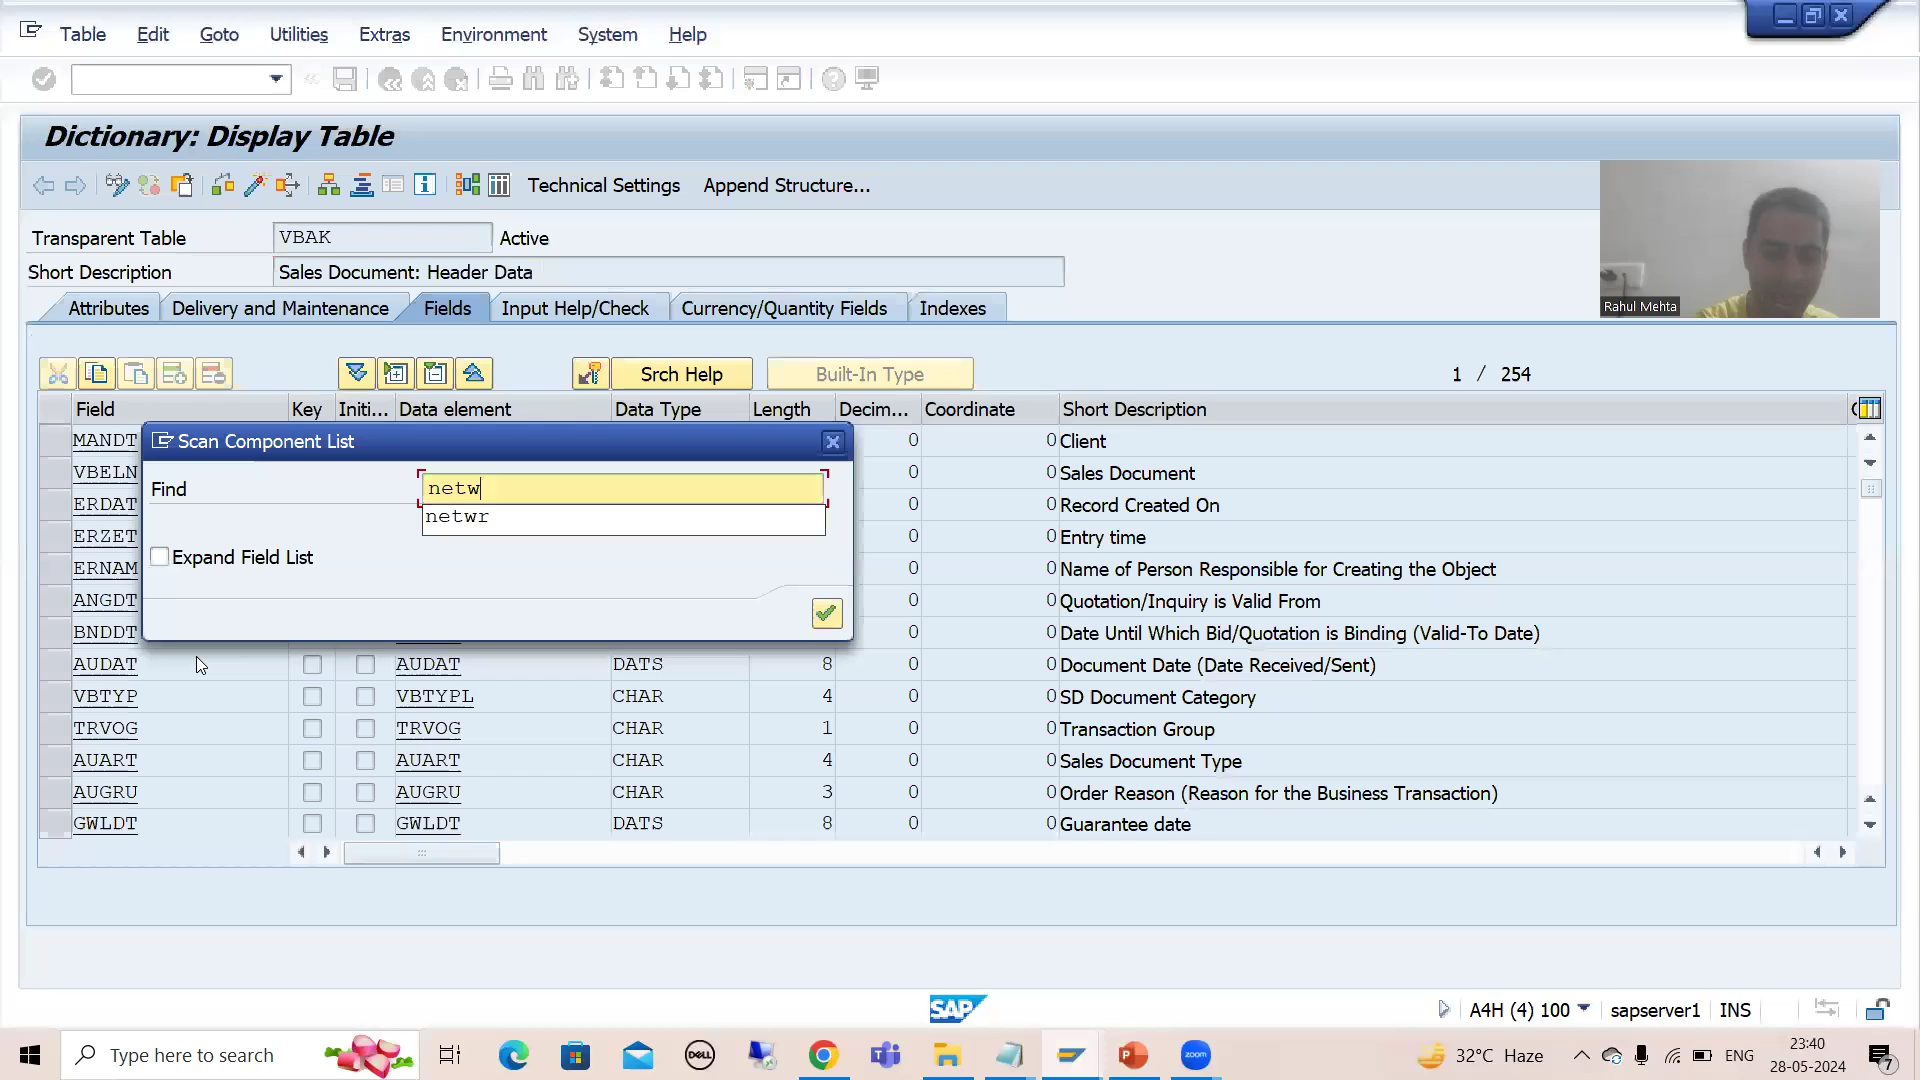 Table Edit Goto Utilities Extras Environment System Help
Dictionary: Display Table
Technical Settings Append Structure...
Transparent Table VBAK Active
Short Description Sales Document: Header Data
Attributes Delivery and Maintenance Fields Input Help/Check Currency/Quantity Fields Indexes
Rahul Mehta
Srch Help Built-In Type 1 / 254
Field Key Initi... Data element Data Type Length Decim... Coordinate Short Description
MANDT 0 0 Client
VBELN 0 0 Sales Document
ERDAT 0 0 Record Created On
ERZET 0 0 Entry time
ERNAM 0 0 Name of Person Responsible for Creating the Object
ANGDT 0 0 Quotation/Inquiry is Valid From
BNDDT 0 0 Date Until Which Bid/Quotation is Binding (Valid-To Date)
Scan Component List
Find netw
netwr
Expand Field List
AUDAT AUDAT DATS 8 0 0 Document Date (Date Received/Sent)
VBTYP VBTYPL CHAR 4 0 0 SD Document Category
TRVOG TRVOG CHAR 1 0 0 Transaction Group
AUART AUART CHAR 4 0 0 Sales Document Type
AUGRU AUGRU CHAR 3 0 0 Order Reason (Reason for the Business Transaction)
GWLDT GWLDT DATS 8 0 0 Guarantee date
SAP
A4H (4) 100 sapserver1 INS
Type here to search
DELL
zoom
32°C Haze
ENG
23:40
28-05-2024
7